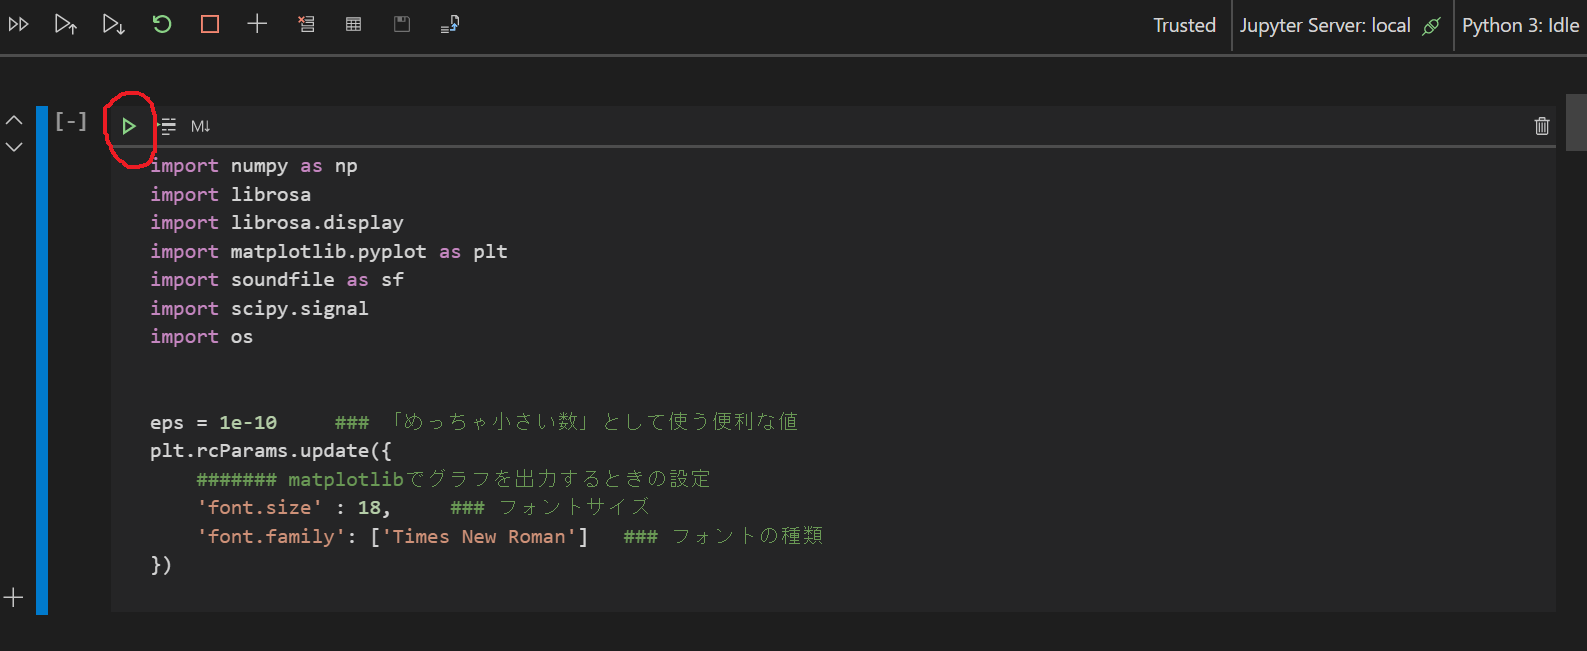 Trusted
Jupyter Server: local
Python 3: Idle
[-]
M↓
import numpy as np
import librosa
import librosa.display
import matplotlib.pyplot as plt
import soundfile as sf
import scipy.signal
import os
eps = 1e-10     ### 「めっちゃ小さい数」として使う便利な値
plt.rcParams.update({
    ####### matplotlibでグラフを出力するときの設定
    'font.size' : 18,     ### フォントサイズ
    'font.family': ['Times New Roman']   ### フォントの種類
})